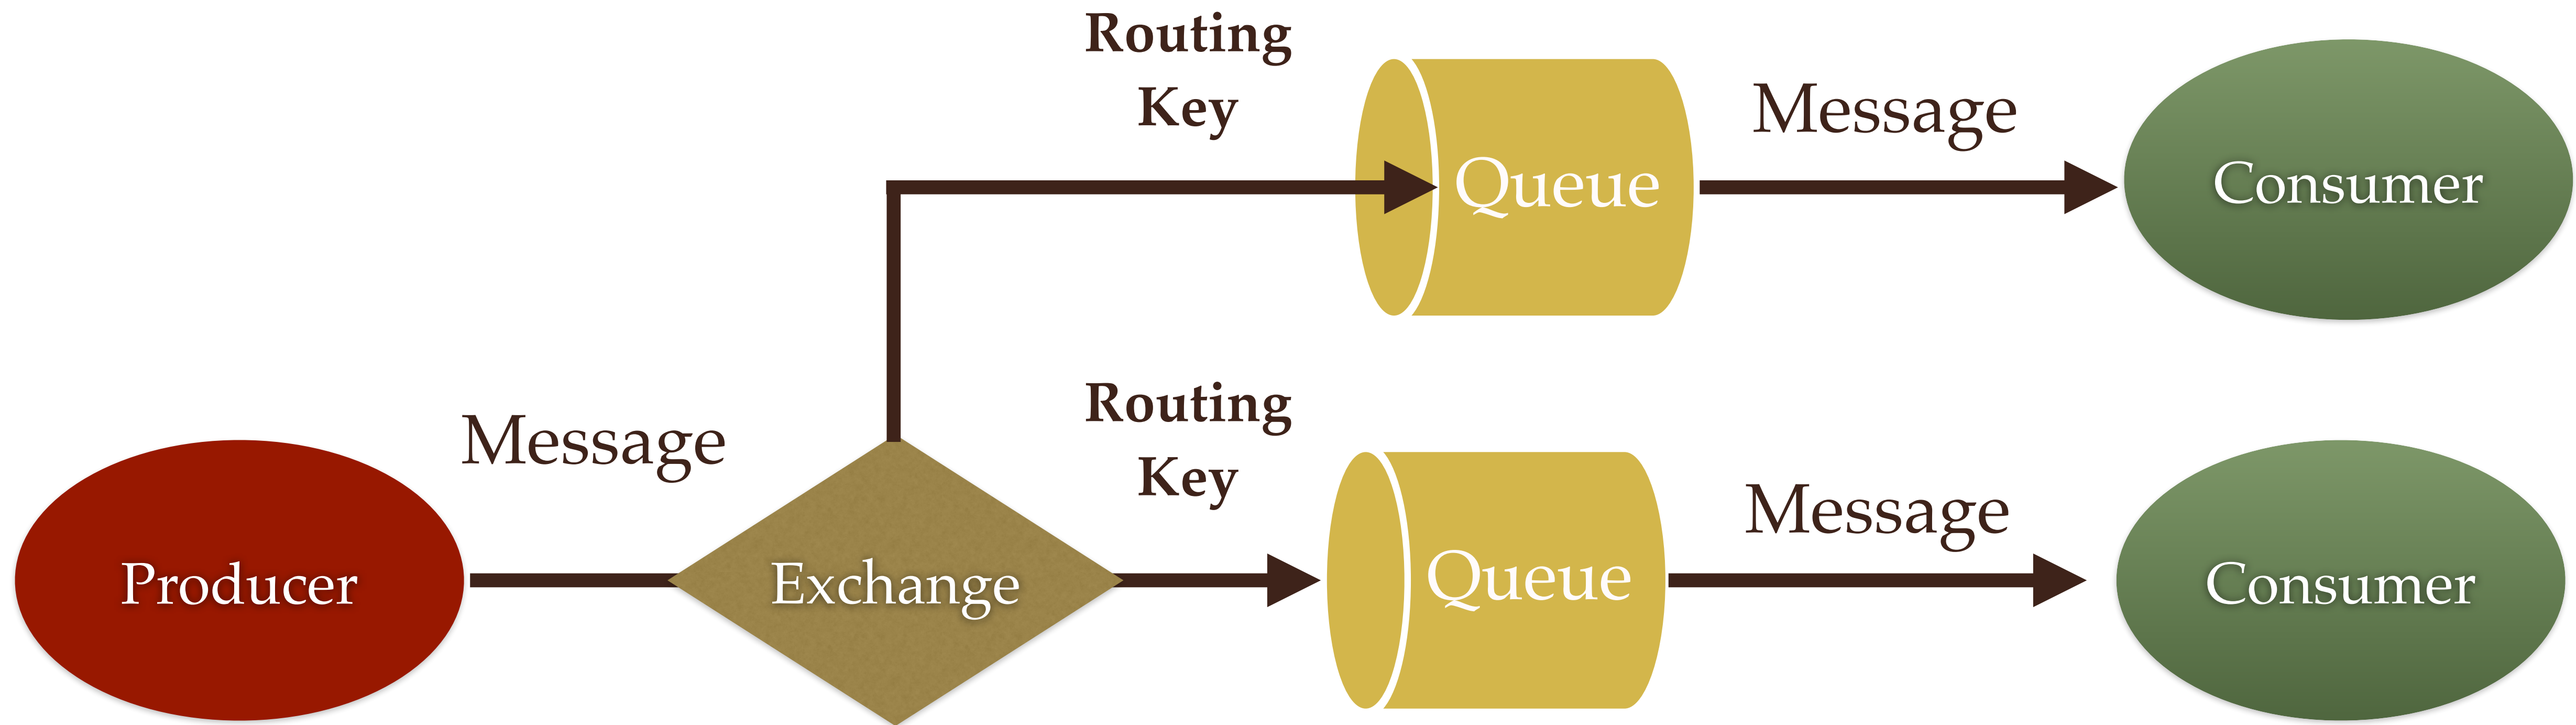 Routing
Key
Message
Queue
Consumer
Routing
Key
Message
Message
Producer
Exchange
Queue
Consumer